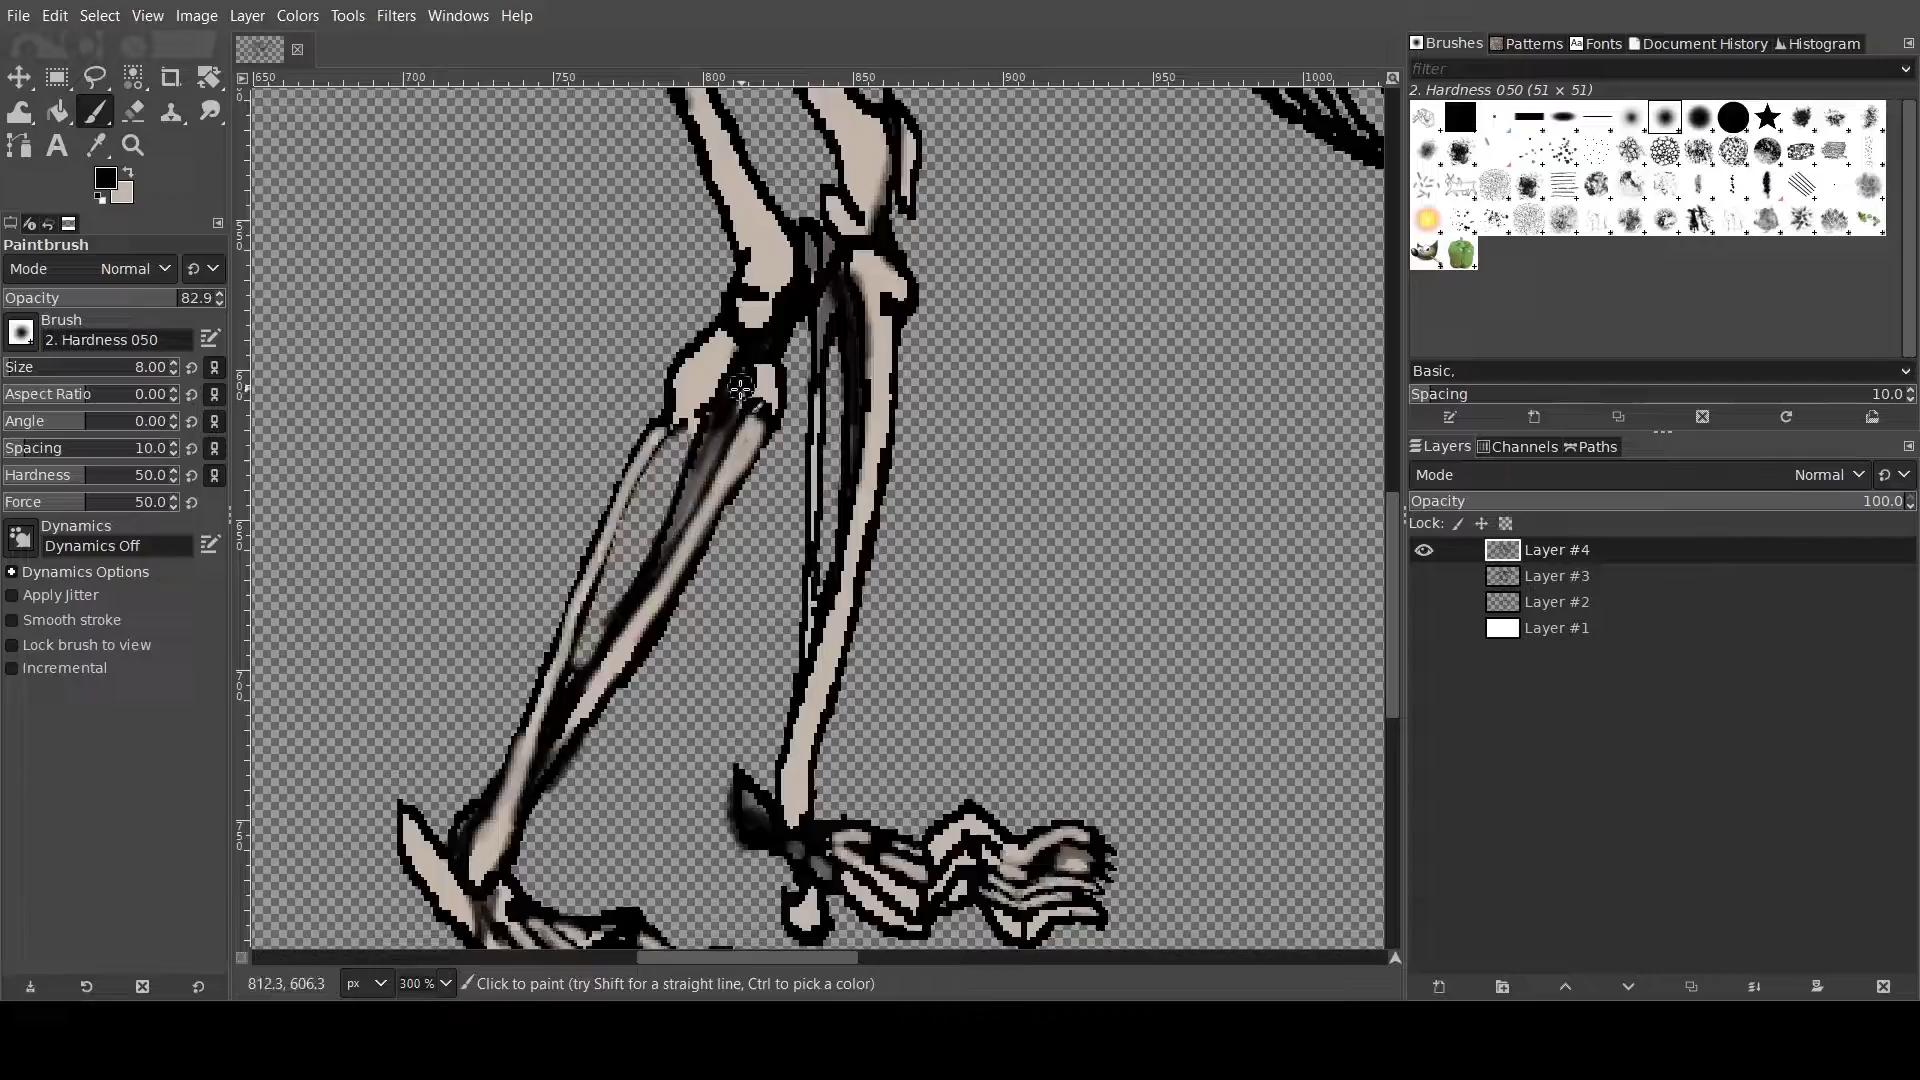 File Edit Select View Image Layer Colors Tools Filters Windows Help
Brushes Patterns Fonts Document History Histogram
650 700 750 800 850 900 950 1000
filter
2. Hardness 050 (51 × 51)
Paintbrush
Mode Normal
Opacity 82.9
Brush
2. Hardness 050
Size 8.00
Aspect Ratio 0.00
Angle 0.00
Spacing 10.0
Hardness 50.0
Force 50.0
Dynamics
Dynamics Off
Dynamics Options
Apply Jitter
Smooth stroke
Lock brush to view
Incremental
550
600
650
700
750
Basic,
Spacing 10.0
Layers Channels Paths
Mode Normal
Opacity 100.0
Lock:
Layer #4
Layer #3
Layer #2
Layer #1
812.3, 606.3 px 300 % Click to paint (try Shift for a straight line, Ctrl to pick a color)